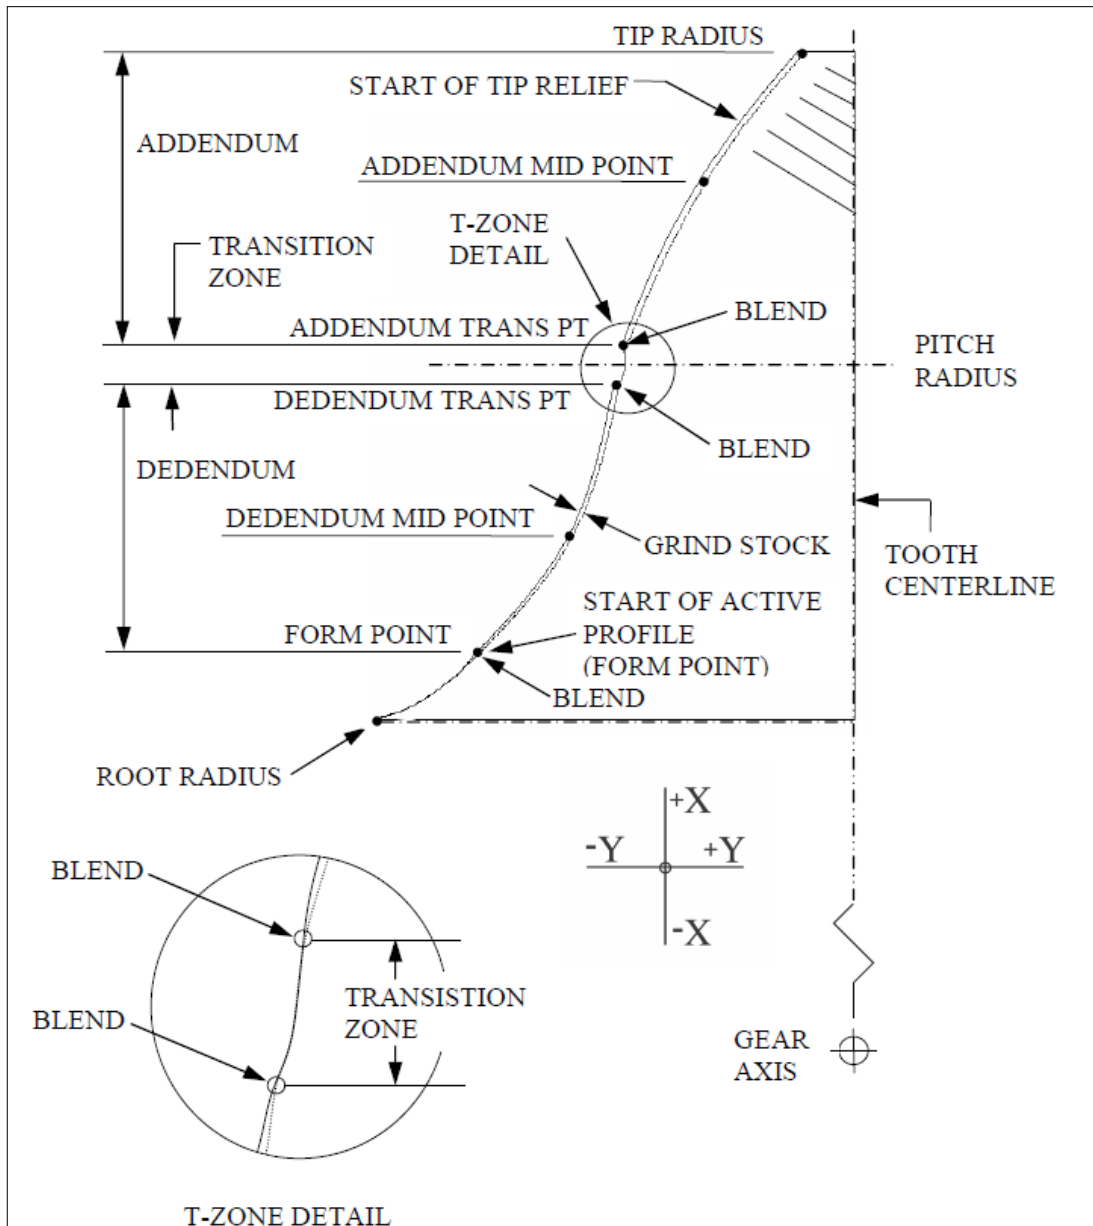 TIP RADIUS
START OF TIP RELIEF
ADDENDUM
ADDENDUM MID POINT
T-ZONE
DETAIL
TRANSITION
ZONE
BLEND
ADDENDUM TRANS PT
PITCH
RADIUS
DEDENDUM TRANS PT
BLEND
DEDENDUM
DEDENDUM MID POINT
GRIND STOCK
TOOTH
CENTERLINE
START OF ACTIVE
PROFILE
(FORM POINT)
FORM POINT
BLEND
ROOT RADIUS
+X
-Y +Y
-X
BLEND
TRANSISTION
ZONE
BLEND
GEAR
AXIS
T-ZONE DETAIL